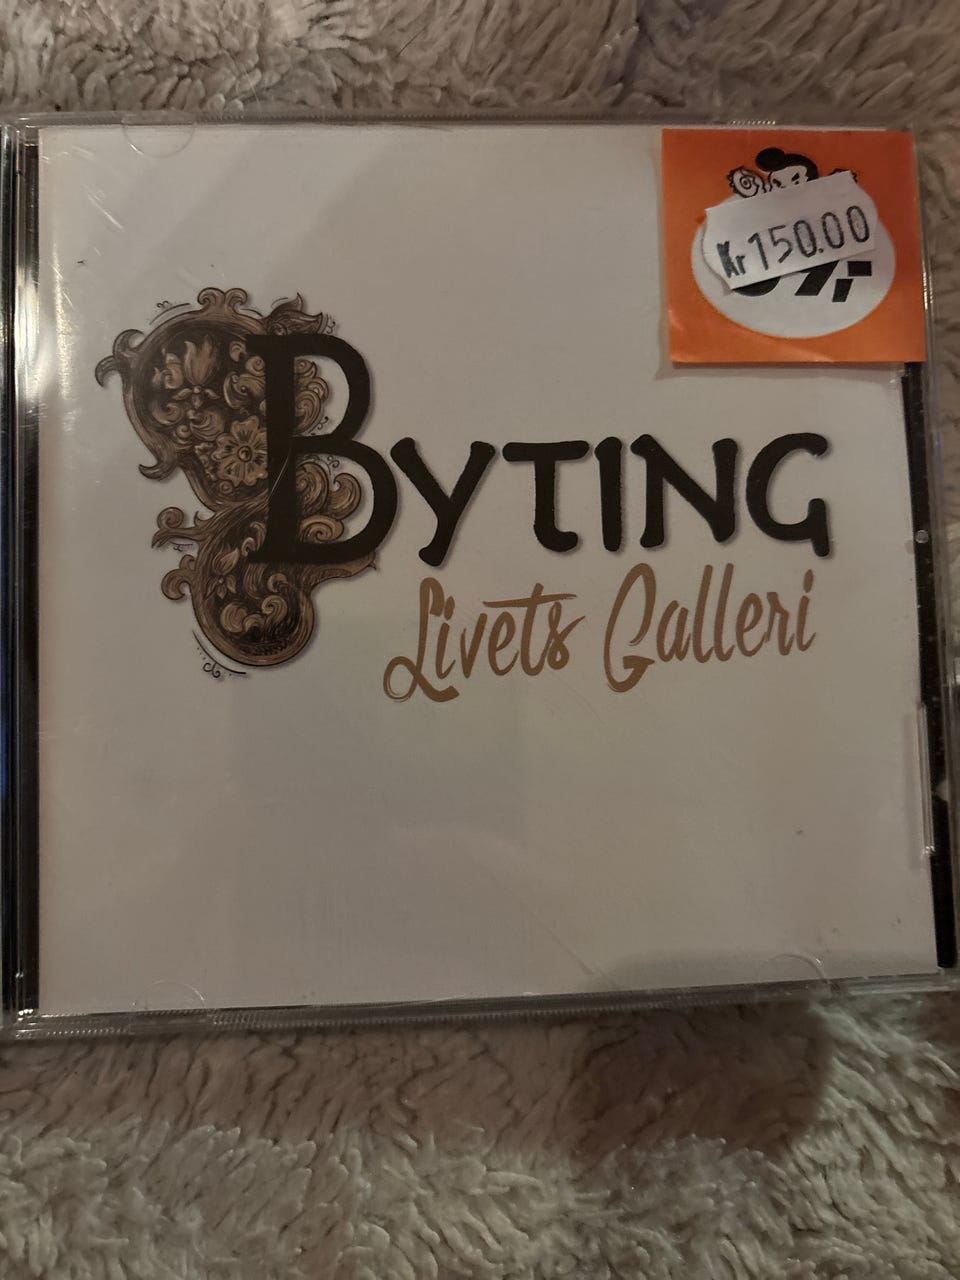 Kr 150.00
BYTING
Livets Galleri